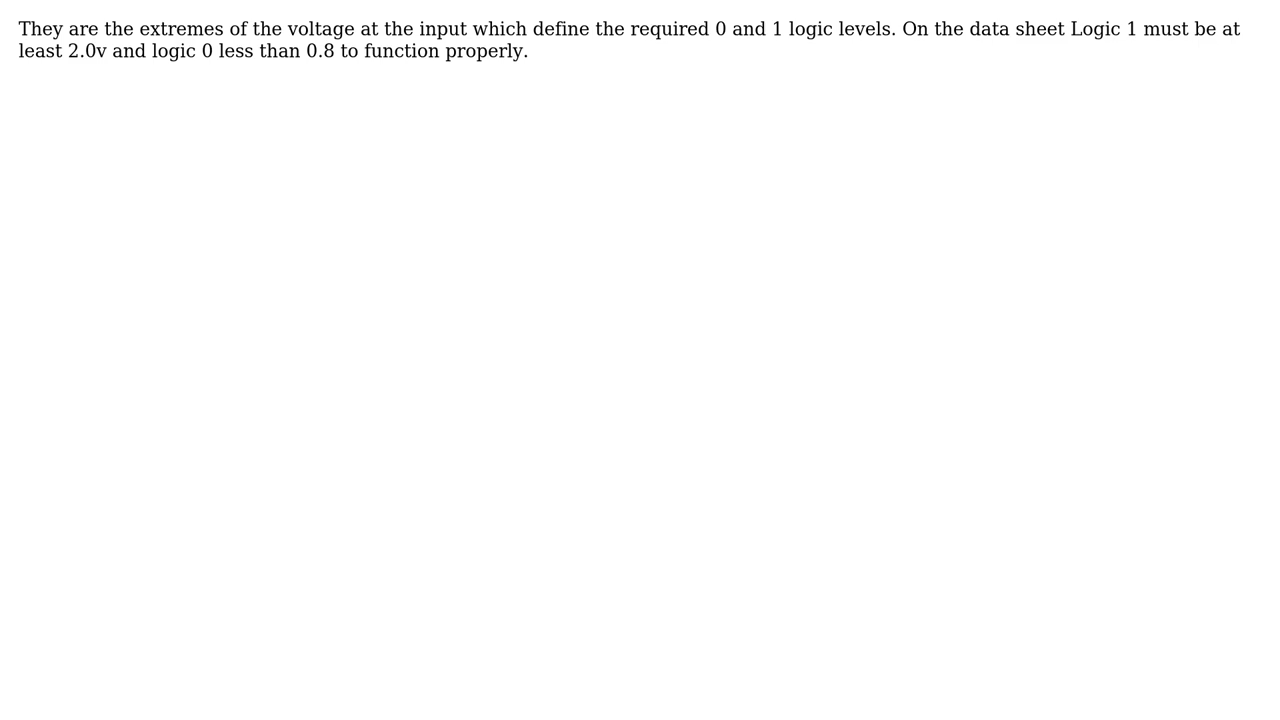 They are the extremes of the voltage at the input which define the required 0 and 1 logic levels. On the data sheet Logic 1 must be at
least 2.0v and logic 0 less than 0.8 to function properly.